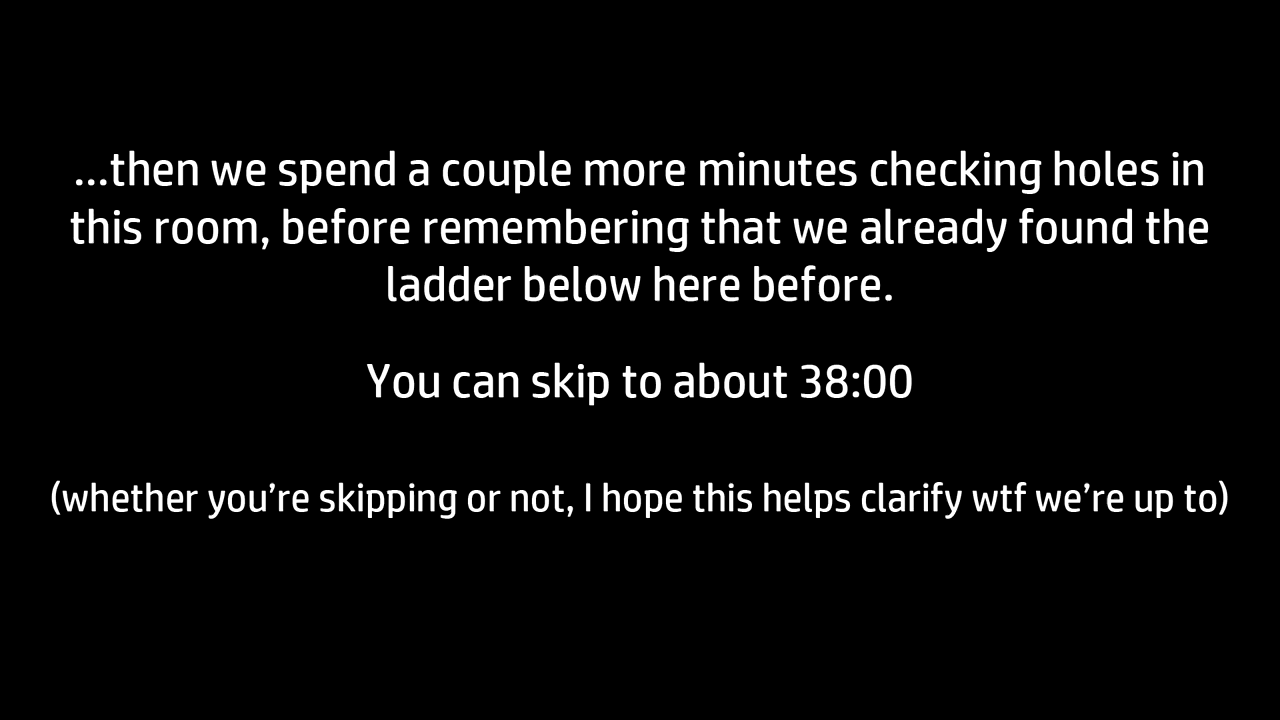 ...then we spend a couple more minutes checking holes in
this room, before remembering that we already found the
ladder below here before.
You can skip to about 38:00
(whether you’re skipping or not, I hope this helps clarify wtf we’re up to)